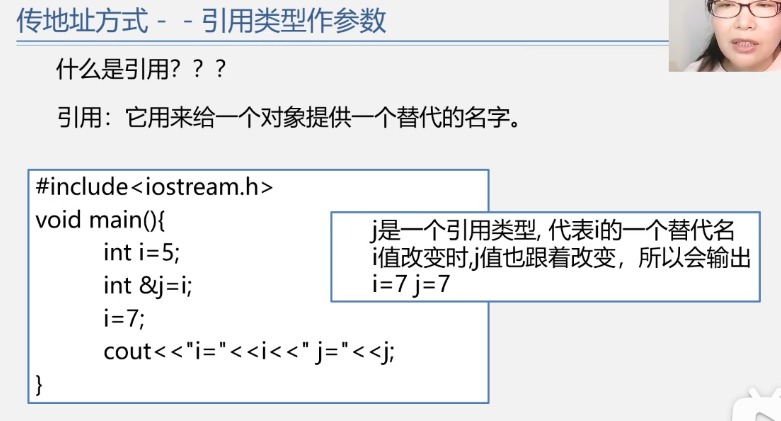 传地址方式－－引用类型作参数
什么是引用？？？
引用：它用来给一个对象提供一个替代的名字。
#include<iostream.h>
void main(){
int i=5;
int &j=i;
i=7;
cout<<"i="<<i<<" j="<<j;
}
j是一个引用类型, 代表i的一个替代名
i值改变时,j值也跟着改变，所以会输出
i=7 j=7